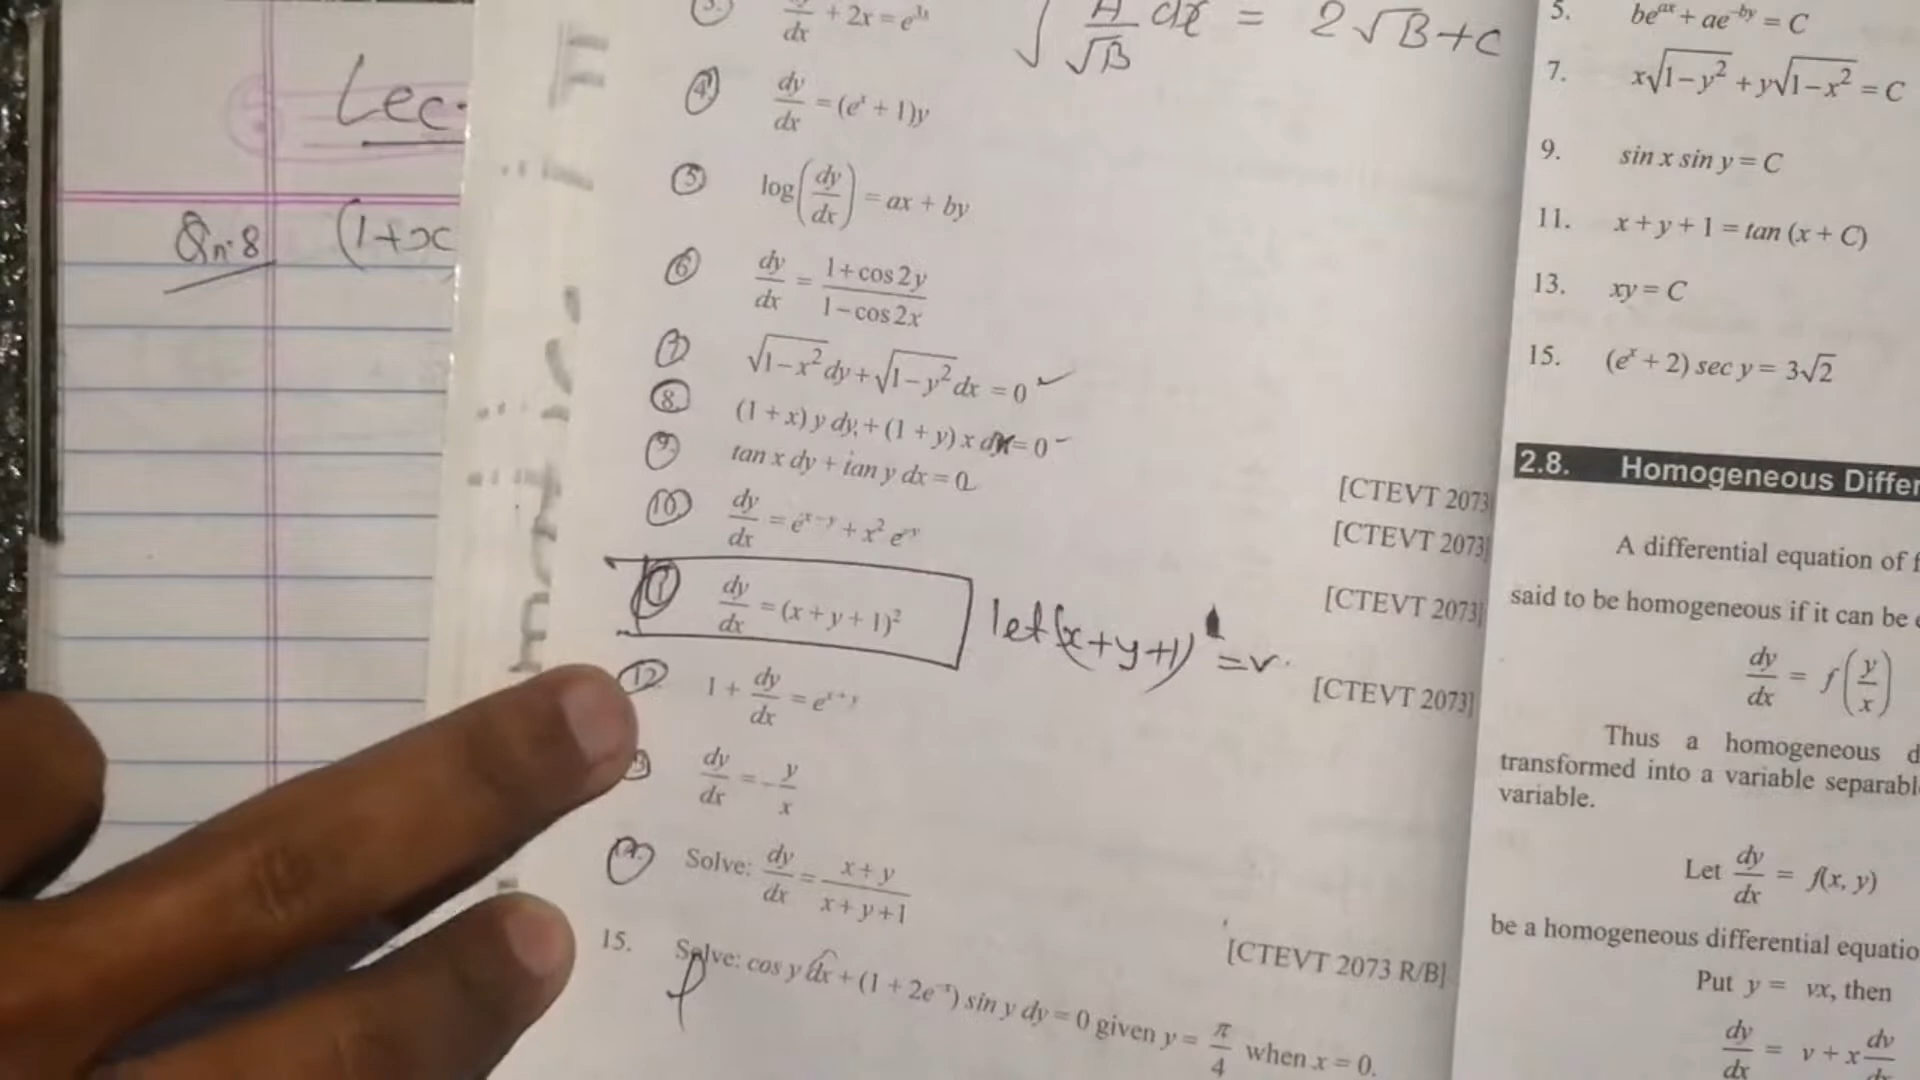 Lec-
Qn.8 (1+x
3. dy/dx + 2x = e^3x
∫ A/√B dx = 2√B+C
4. dy/dx = (e^x + 1)y
5. log(dy/dx) = ax + by
6. dy/dx = (1 + cos 2y)/(1 – cos 2x)
7. √(1–x²) dy + √(1–y²) dx = 0
8. (1 + x) y dy + (1 + y) x dx = 0
9. tan x dy + tan y dx = 0
[CTEVT 2073
10. dy/dx = e^(x–y) + x² e^-y
[CTEVT 2073]
11. dy/dx = (x + y + 1)² let (x+y+1) = v.
[CTEVT 2073]
12. 1 + dy/dx = e^(x+y)
[CTEVT 2073]
13. dy/dx = – y/x
14. Solve: dy/dx = (x + y)/(x + y + 1)
[CTEVT 2073 R/B]
15. Solve: cos y dx + (1 + 2e^-x) sin y dy = 0 given y = π/4 when x = 0.
5. be^ax + ae^-by = C
7. x√(1–y²) + y√(1–x²) = C
9. sin x sin y = C
11. x + y + 1 = tan (x + C)
13. xy = C
15. (e^x + 2) sec y = 3√2
2.8. Homogeneous Differ
A differential equation of f
said to be homogeneous if it can be
dy/dx = f(y/x)
Thus a homogeneous d
transformed into a variable separabl
variable.
Let dy/dx = f(x, y)
be a homogeneous differential equatio
Put y = vx, then
dy/dx = v + x dv/dx